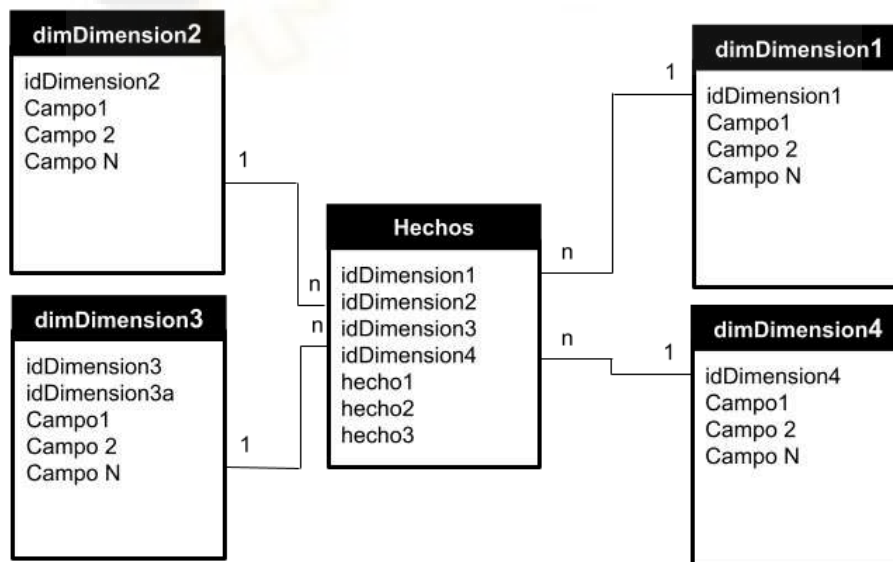 dimDimension2
idDimension2
Campo1
Campo 2
Campo N
1
n
dimDimension1
idDimension1
Campo1
Campo 2
Campo N
1
n
Hechos
idDimension1
idDimension2
idDimension3
idDimension4
hecho1
hecho2
hecho3
dimDimension3
idDimension3
idDimension3a
Campo1
Campo 2
Campo N
1
n
dimDimension4
idDimension4
Campo1
Campo 2
Campo N
1
n